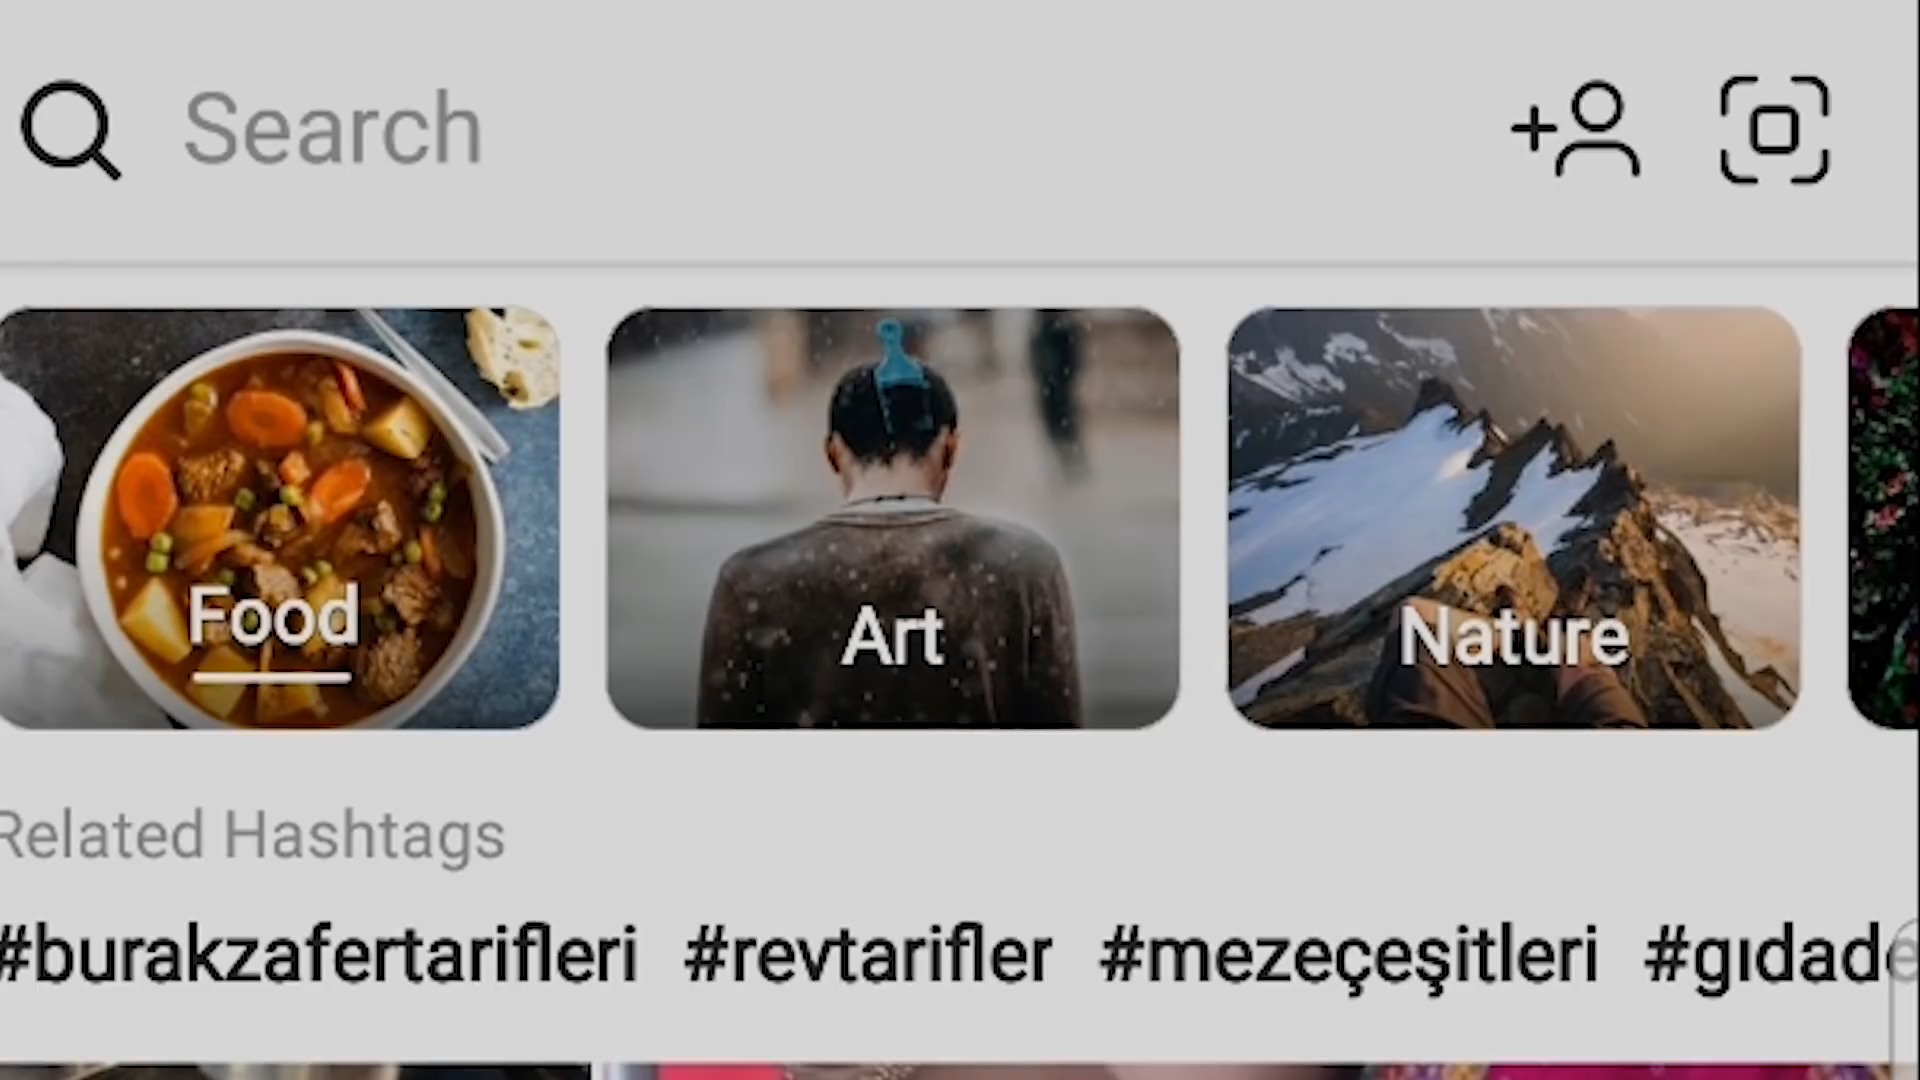 Search
Food Art Nature
Related Hashtags
#burakzafertarifleri #revtarifler #mezeçeşitleri